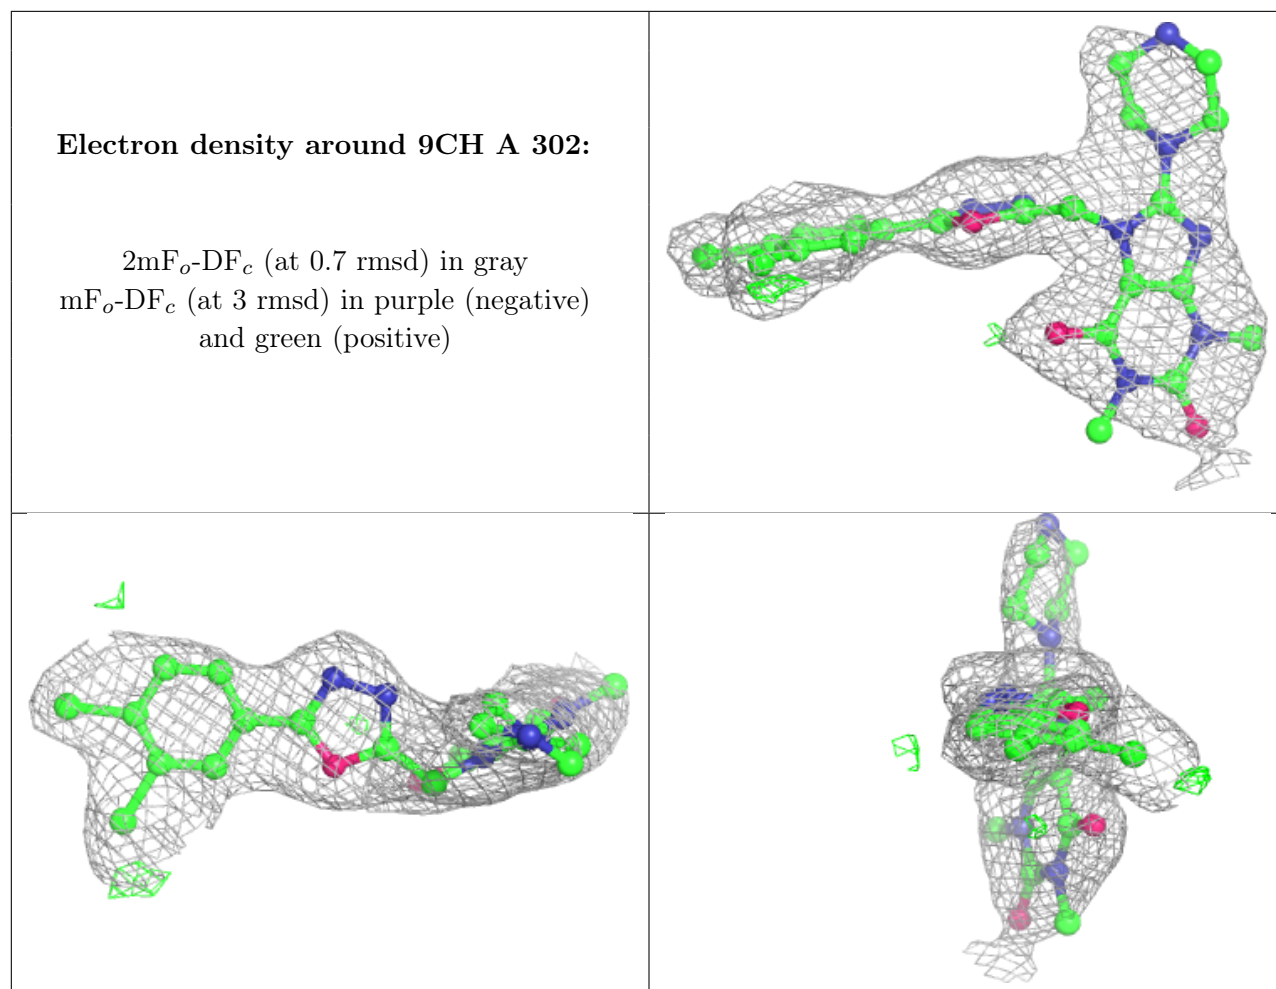 Electron density around 9CH A 302:
2mFo-DFc (at 0.7 rmsd) in gray
mFo-DFc (at 3 rmsd) in purple (negative)
and green (positive)